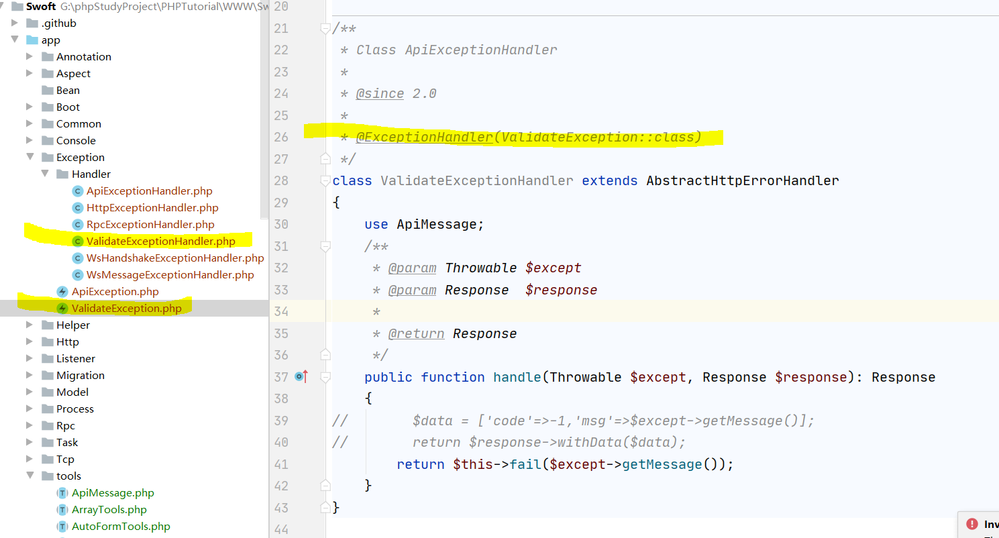 Swoft G:\phpStudyProject\PHPTutorial\WWW\Sw
.github
app
Annotation
Aspect
Bean
Boot
Common
Console
Exception
Handler
ApiExceptionHandler.php
HttpExceptionHandler.php
RpcExceptionHandler.php
ValidateExceptionHandler.php
WsHandshakeExceptionHandler.php
WsMessageExceptionHandler.php
ApiException.php
ValidateException.php
Helper
Http
Listener
Migration
Model
Process
Rpc
Task
Tcp
tools
ApiMessage.php
ArrayTools.php
AutoFormTools.php
20
21 /**
22 * Class ApiExceptionHandler
23 *
24 * @since 2.0
25 *
26 * @ExceptionHandler(ValidateException::class)
27 */
28 class ValidateExceptionHandler extends AbstractHttpErrorHandler
29 {
30 use ApiMessage;
31 /**
32 * @param Throwable $except
33 * @param Response $response
34 *
35 * @return Response
36 */
37 public function handle(Throwable $except, Response $response): Response
38 {
39 // $data = ['code'=>-1,'msg'=>$except->getMessage()];
40 // return $response->withData($data);
41 return $this->fail($except->getMessage());
42 }
43 }
44
Inv